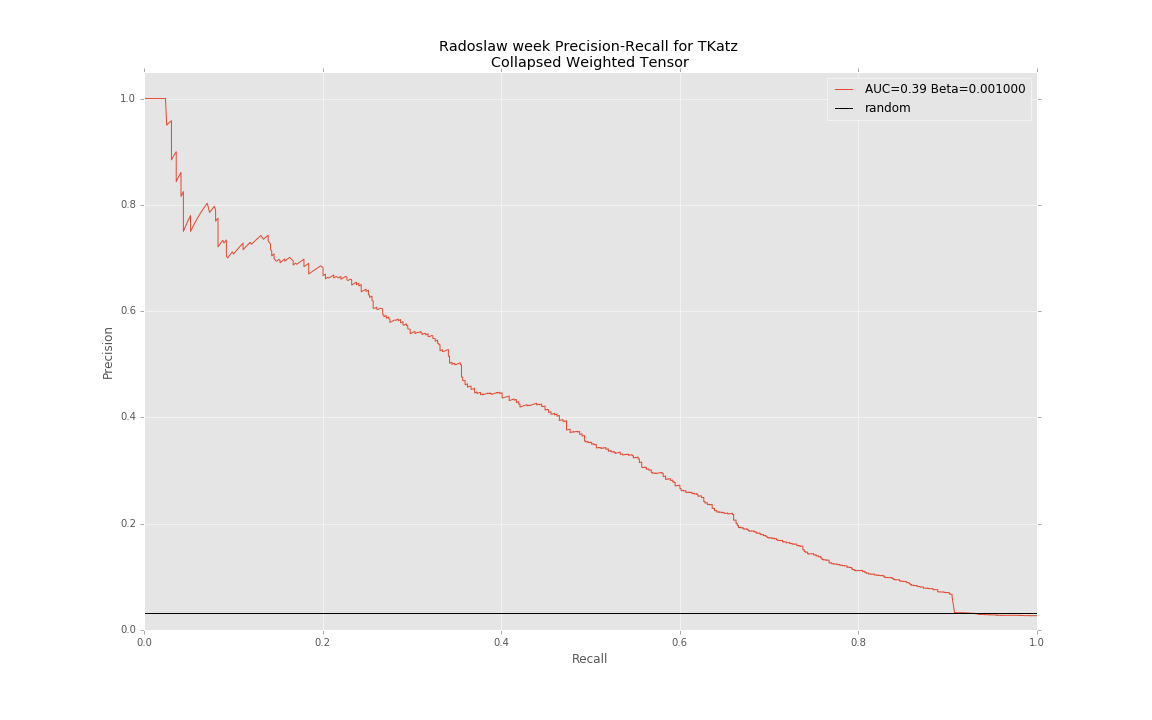 Radoslaw week Precision-Recall for TKatz
Collapsed Weighted Tensor
AUC=0.39 Beta=0.001000
random
Precision
1.0
0.8
0.6
0.4
0.2
0.0
0.0 0.2 0.4 0.6 0.8 1.0
Recall